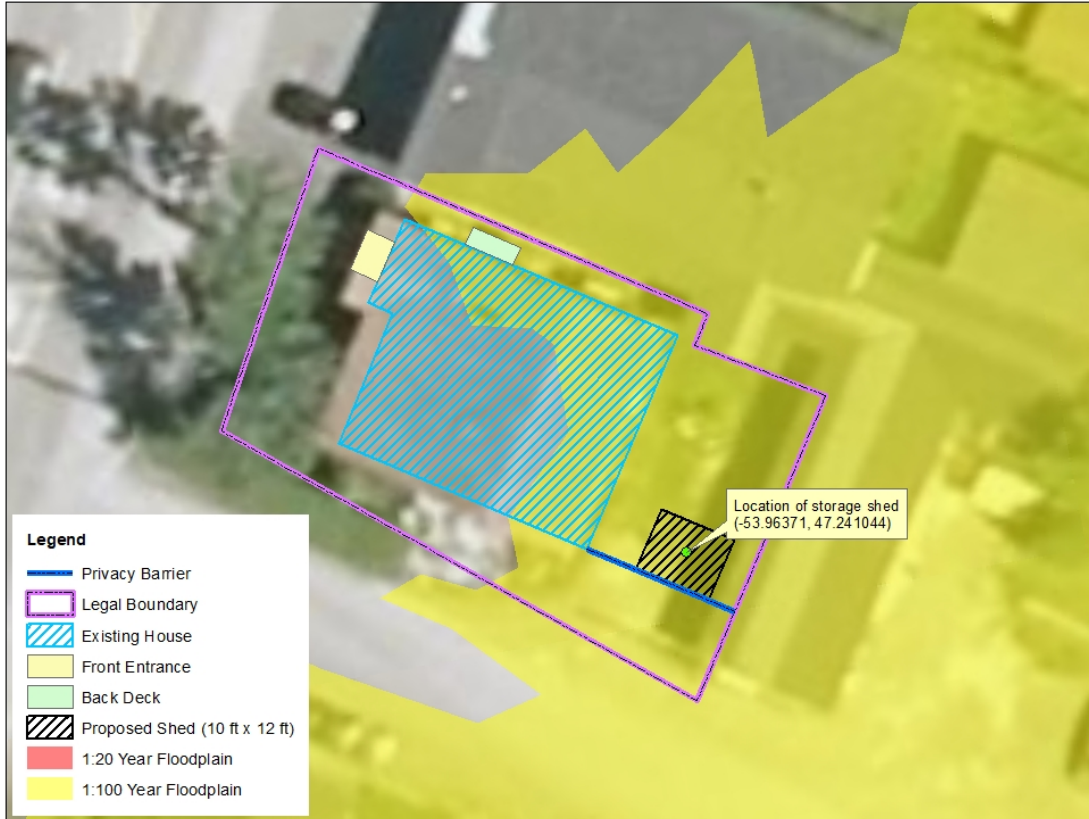 Location of storage shed
(-53.96371, 47.241044)
Legend
Privacy Barrier
Legal Boundary
Existing House
Front Entrance
Back Deck
Proposed Shed (10 ft x 12 ft)
1:20 Year Floodplain
1:100 Year Floodplain